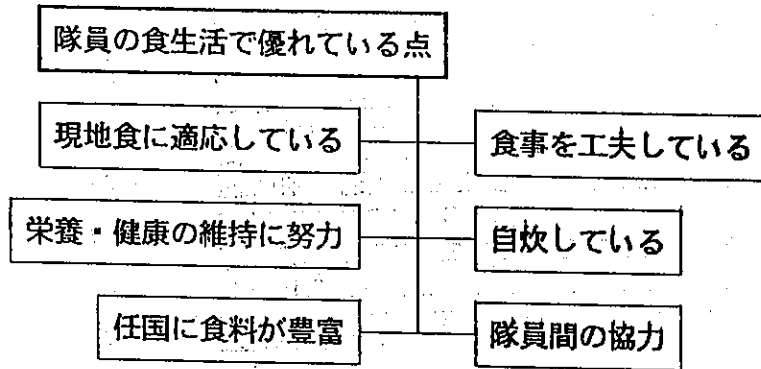 隊員の食生活で優れている点
現地食に適応している
食事を工夫している
栄養・健康の維持に努力
自炊している
任国に食料が豊富
隊員間の協力